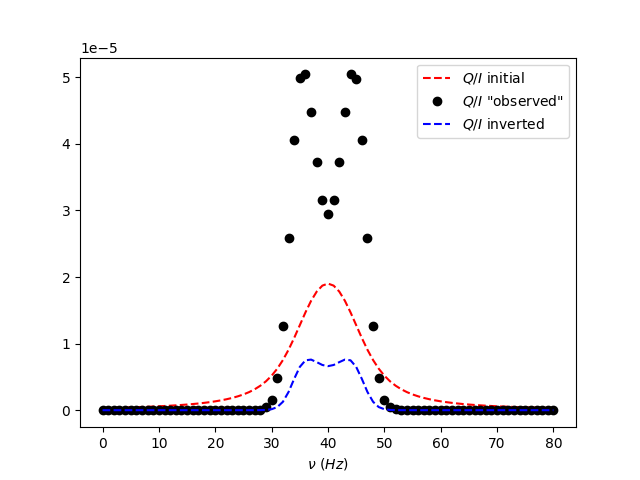 1e−5
5
4
3
2
1
0
0 10 20 30 40 50 60 70 80
ν (Hz)
Q/I initial
Q/I "observed"
Q/I inverted